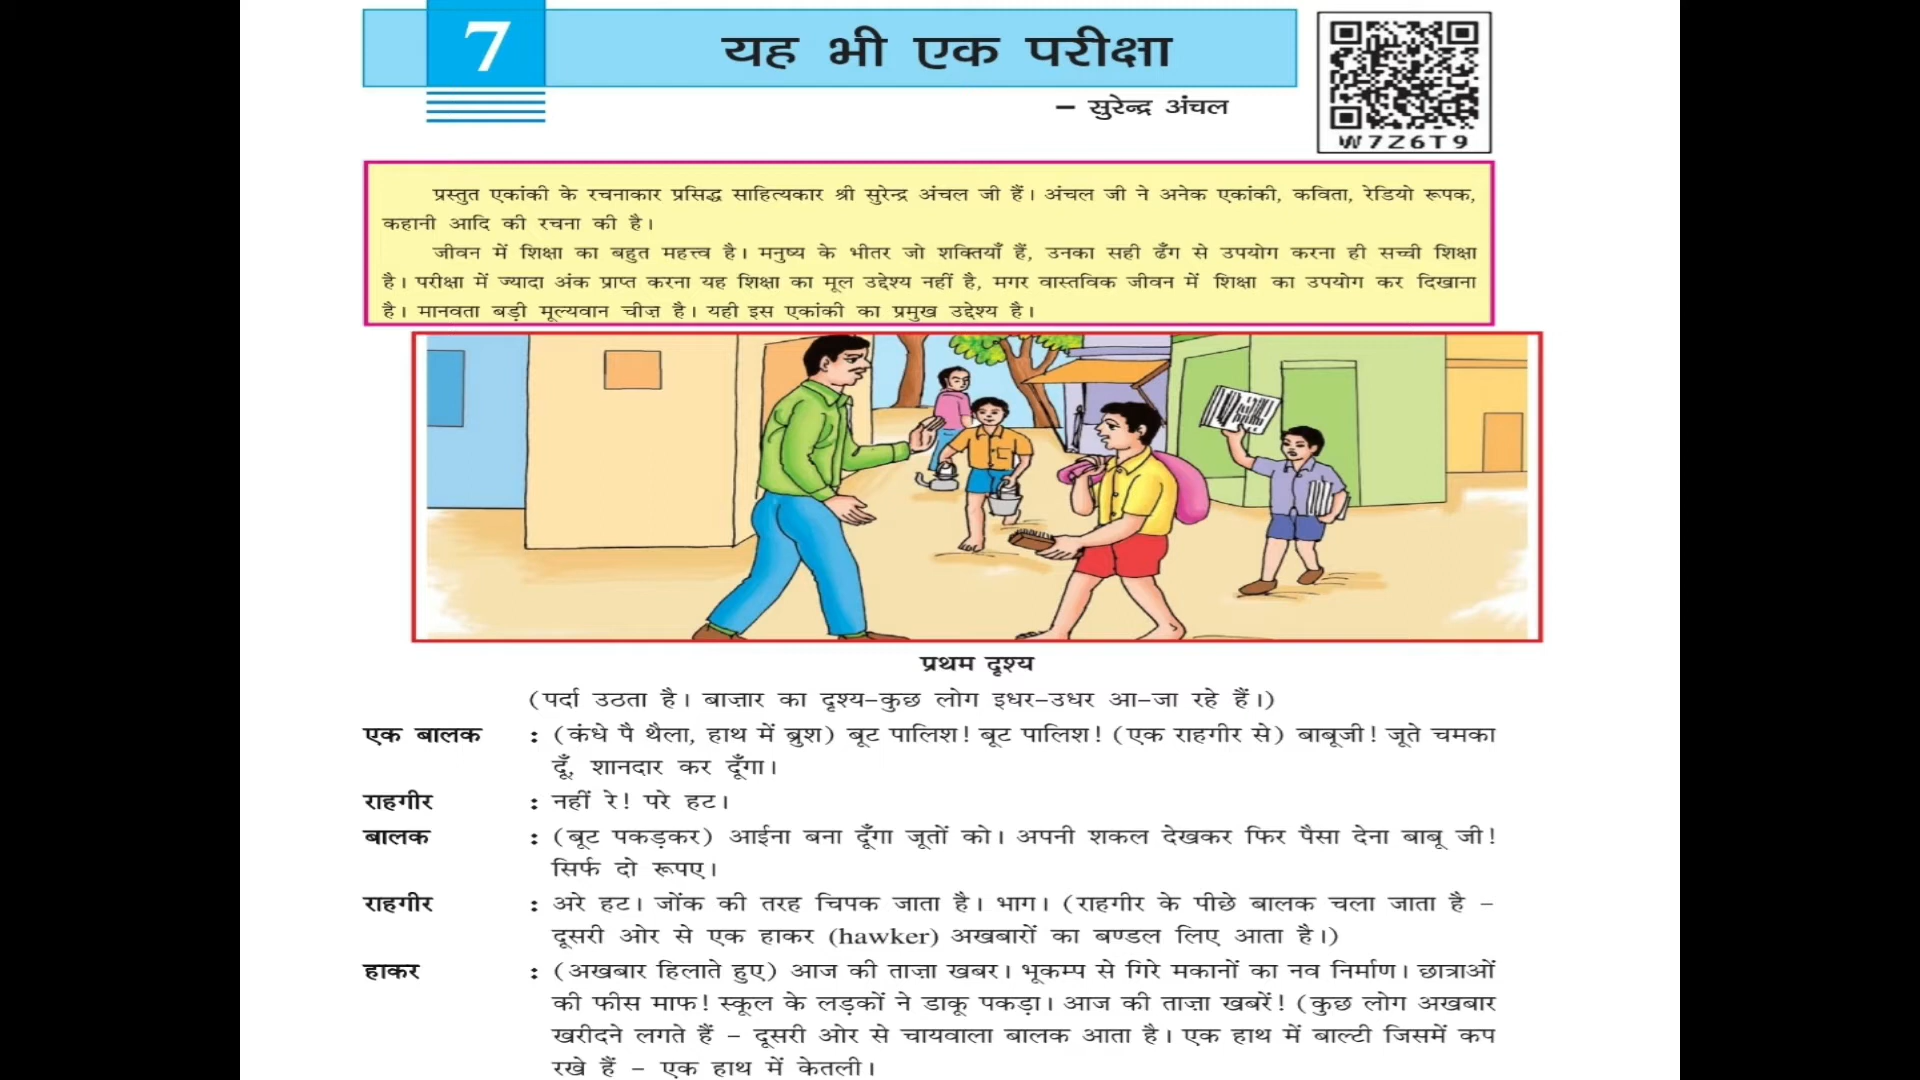 7
यह भी एक परीक्षा
– सुरेन्द्र अंचल
W7Z6T9
प्रस्तुत एकांकी के रचनाकार प्रसिद्ध साहित्यकार श्री सुरेन्द्र अंचल जी हैं। अंचल जी ने अनेक एकांकी, कविता, रेडियो रूपक,
कहानी आदि की रचना की है।
जीवन में शिक्षा का बहुत महत्त्व है। मनुष्य के भीतर जो शक्तियाँ हैं, उनका सही ढँग से उपयोग करना ही सच्ची शिक्षा
है। परीक्षा में ज्यादा अंक प्राप्त करना यह शिक्षा का मूल उद्देश्य नहीं है, मगर वास्तविक जीवन में शिक्षा का उपयोग कर दिखाना
है। मानवता बड़ी मूल्यवान चीज़ है। यही इस एकांकी का प्रमुख उद्देश्य है।
प्रथम दृश्य
(पर्दा उठता है। बाज़ार का दृश्य-कुछ लोग इधर-उधर आ-जा रहे हैं।)
एक बालक : (कंधे पै थैला, हाथ में ब्रुश) बूट पालिश! बूट पालिश! (एक राहगीर से) बाबूजी! जूते चमका
दूँ, शानदार कर दूँगा।
राहगीर : नहीं रे! परे हट।
बालक : (बूट पकड़कर) आईना बना दूँगा जूतों को। अपनी शकल देखकर फिर पैसा देना बाबू जी!
सिर्फ दो रूपए।
राहगीर : अरे हट। जोंक की तरह चिपक जाता है। भाग। (राहगीर के पीछे बालक चला जाता है –
दूसरी ओर से एक हाकर (hawker) अखबारों का बण्डल लिए आता है।)
हाकर : (अखबार हिलाते हुए) आज की ताज़ा खबर। भूकम्प से गिरे मकानों का नव निर्माण। छात्राओं
की फीस माफ! स्कूल के लड़कों ने डाकू पकड़ा। आज की ताज़ा खबरें! (कुछ लोग अखबार
खरीदने लगते हैं – दूसरी ओर से चायवाला बालक आता है। एक हाथ में बाल्टी जिसमें कप
रखे हैं – एक हाथ में केतली।